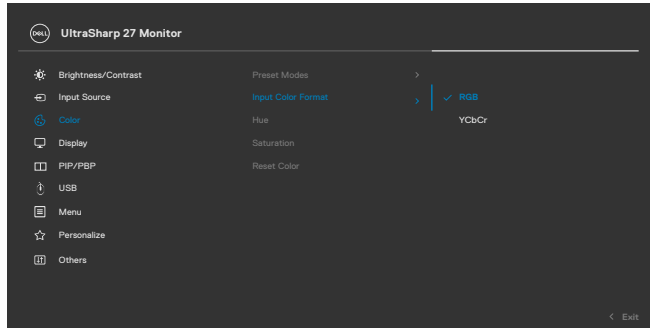 DELL UltraSharp 27 Monitor
Brightness/Contrast Preset Modes >
Input Source Input Color Format > ✓ RGB
Color Hue YCbCr
Display Saturation
PIP/PBP Reset Color
USB
Menu
Personalize
Others
< Exit